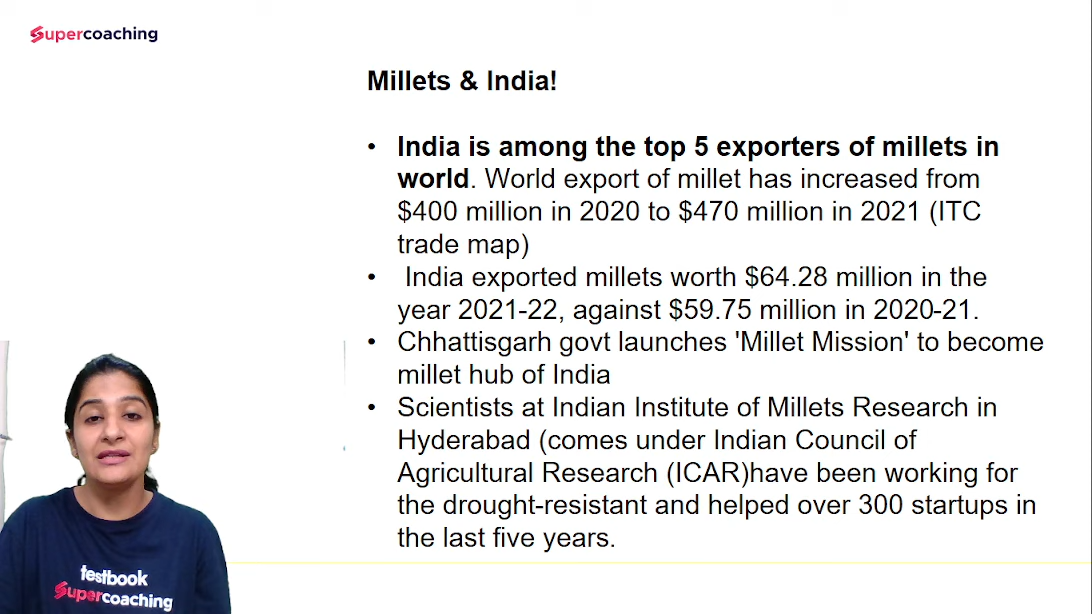 Supercoaching
Millets & India!
• India is among the top 5 exporters of millets in
world. World export of millet has increased from
$400 million in 2020 to $470 million in 2021 (ITC
trade map)
• India exported millets worth $64.28 million in the
year 2021-22, against $59.75 million in 2020-21.
• Chhattisgarh govt launches 'Millet Mission' to become
millet hub of India
• Scientists at Indian Institute of Millets Research in
Hyderabad (comes under Indian Council of
Agricultural Research (ICAR)have been working for
the drought-resistant and helped over 300 startups in
the last five years.
testbook
Supercoaching